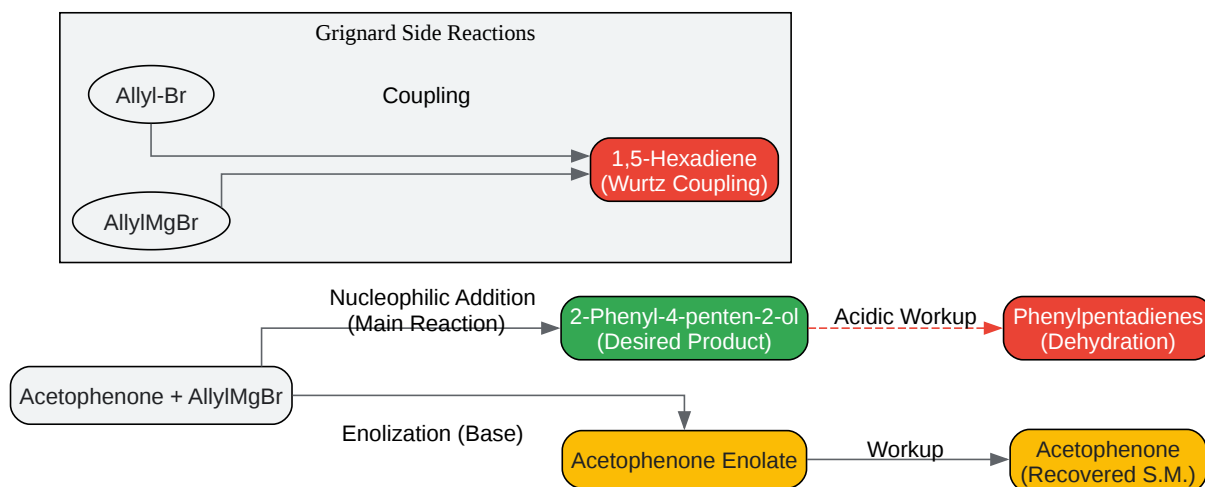 Grignard Side Reactions
Allyl-Br
Coupling
1,5-Hexadiene
(Wurtz Coupling)
AllylMgBr
Nucleophilic Addition
(Main Reaction)
2-Phenyl-4-penten-2-ol
(Desired Product)
Acidic Workup
Phenylpentadienes
(Dehydration)
Acetophenone + AllylMgBr
Enolization (Base)
Acetophenone Enolate
Workup
Acetophenone
(Recovered S.M.)